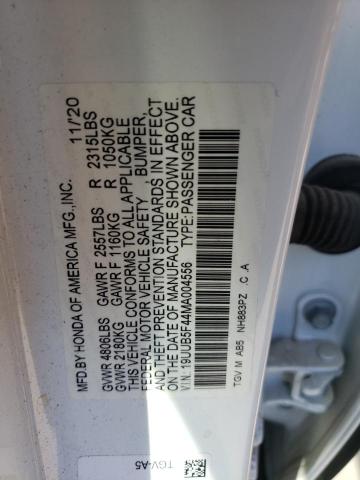 MFD.BY HONDA OF AMERICA MFG.,INC. 11/'20
GVWR 4806LBS GAWR F 2557LBS R 2315LBS
GVWR 2180KG GAWR F 1160KG R 1050KG
THIS VEHICLE CONFORMS TO ALL APPLICABLE
FEDERAL MOTOR VEHICLE SAFETY , BUMPER,
AND THEFT PREVENTION STANDARDS IN EFFECT
ON THE DATE OF MANUFACTURE SHOWN ABOVE.
V.I.N. 19UUB5F44MA004556 TYPE:PASSENGER CAR
TGV M AB5 NH883PZ .C .A
TGV-A5